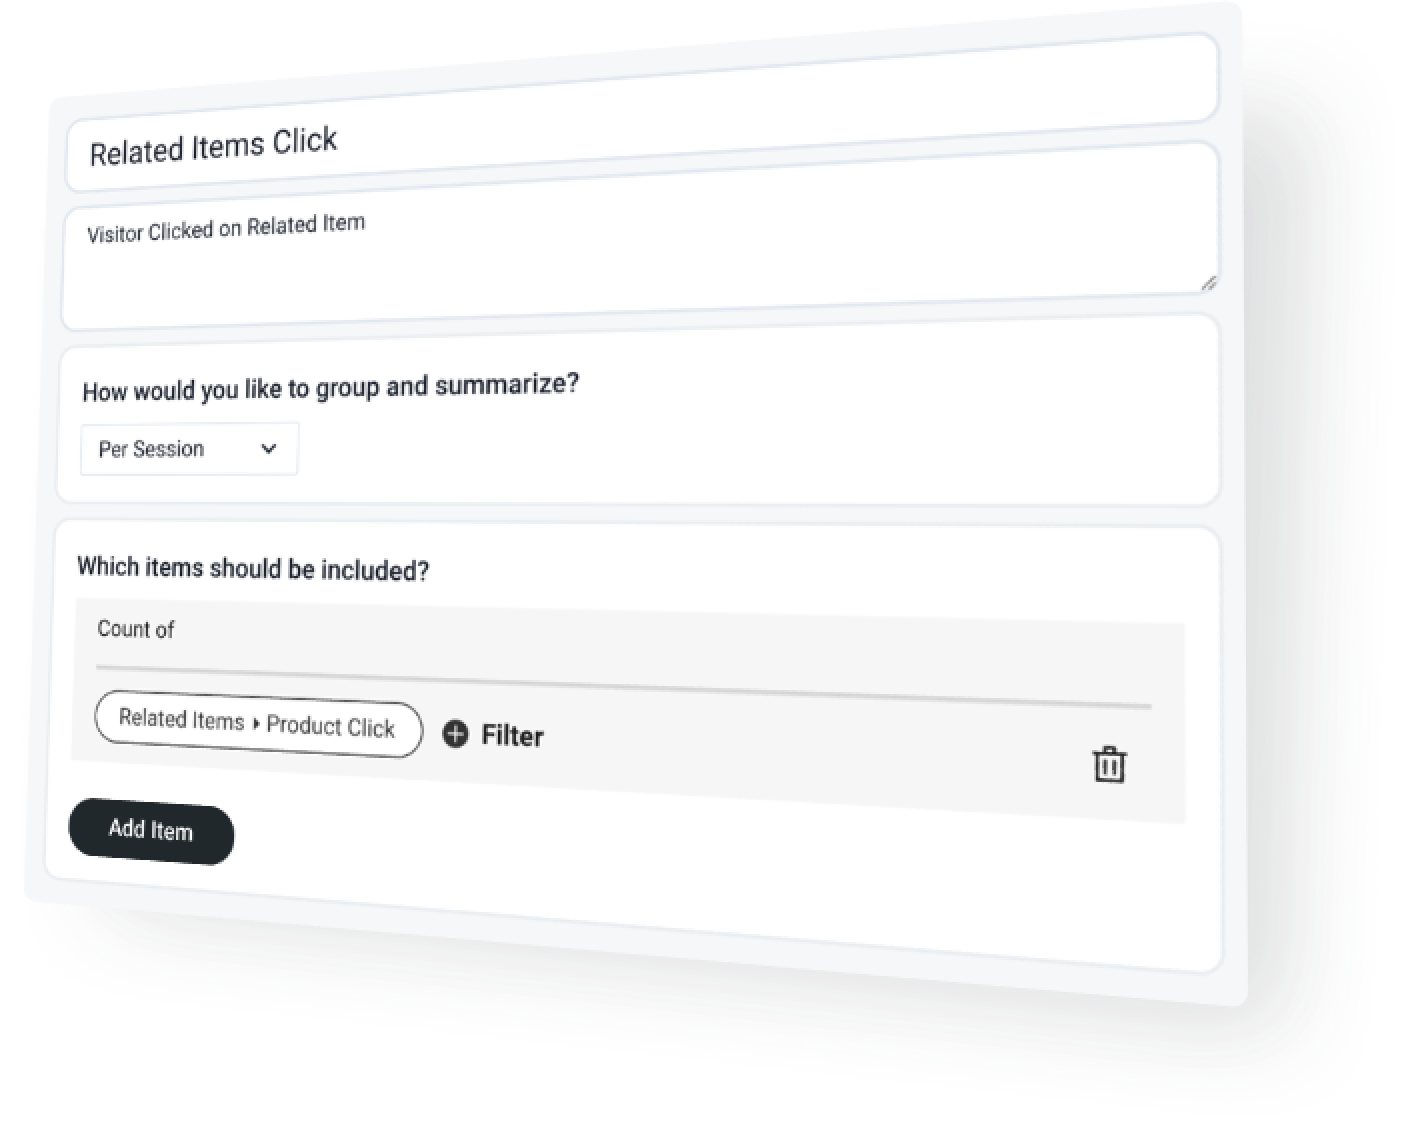 Related Items Click
Visitor Clicked on Related Item
How would you like to group and summarize?
Per Session
Which items should be included?
Count of
Related Items ▸ Product Click
Filter
Add Item